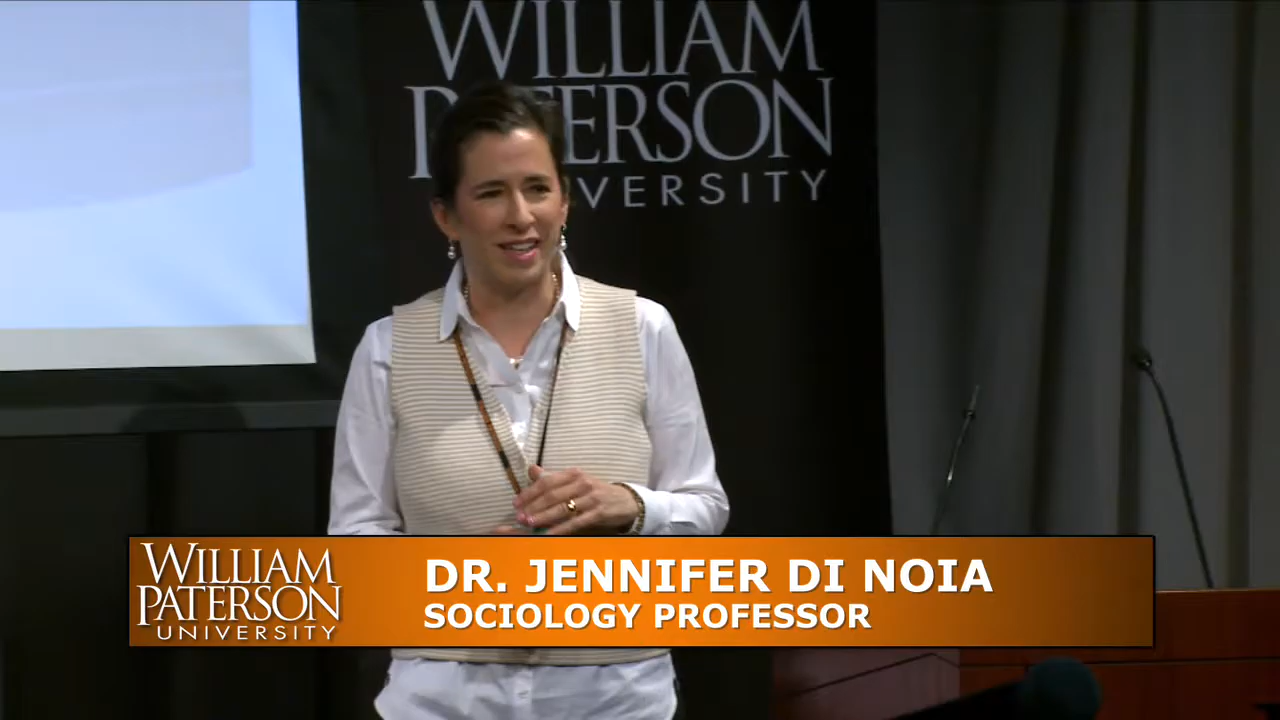 WILLIAM
PATERSON
UNIVERSITY
WILLIAM
PATERSON
UNIVERSITY
DR. JENNIFER DI NOIA
SOCIOLOGY PROFESSOR